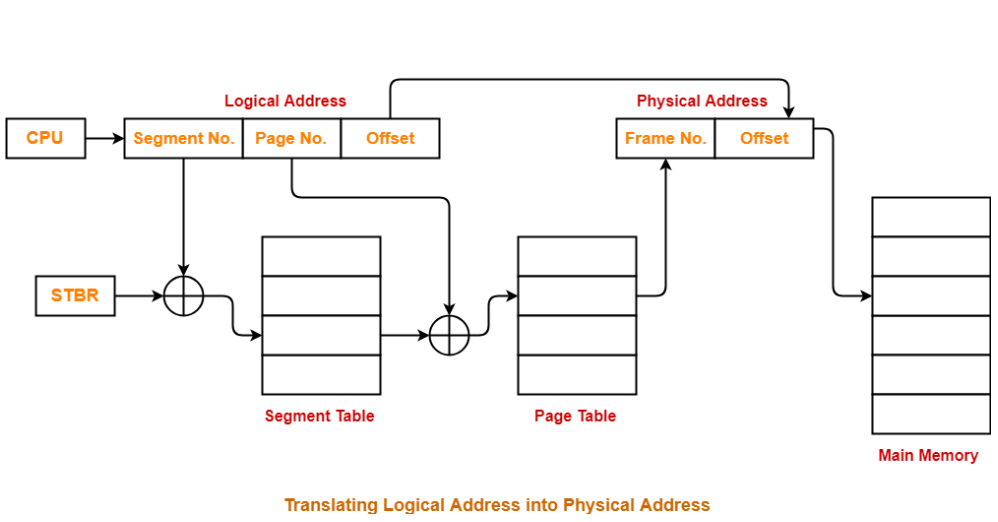 Logical Address
Physical Address
CPU
Segment No.
Page No.
Offset
Frame No.
Offset
STBR
Segment Table
Page Table
Main Memory
Translating Logical Address into Physical Address